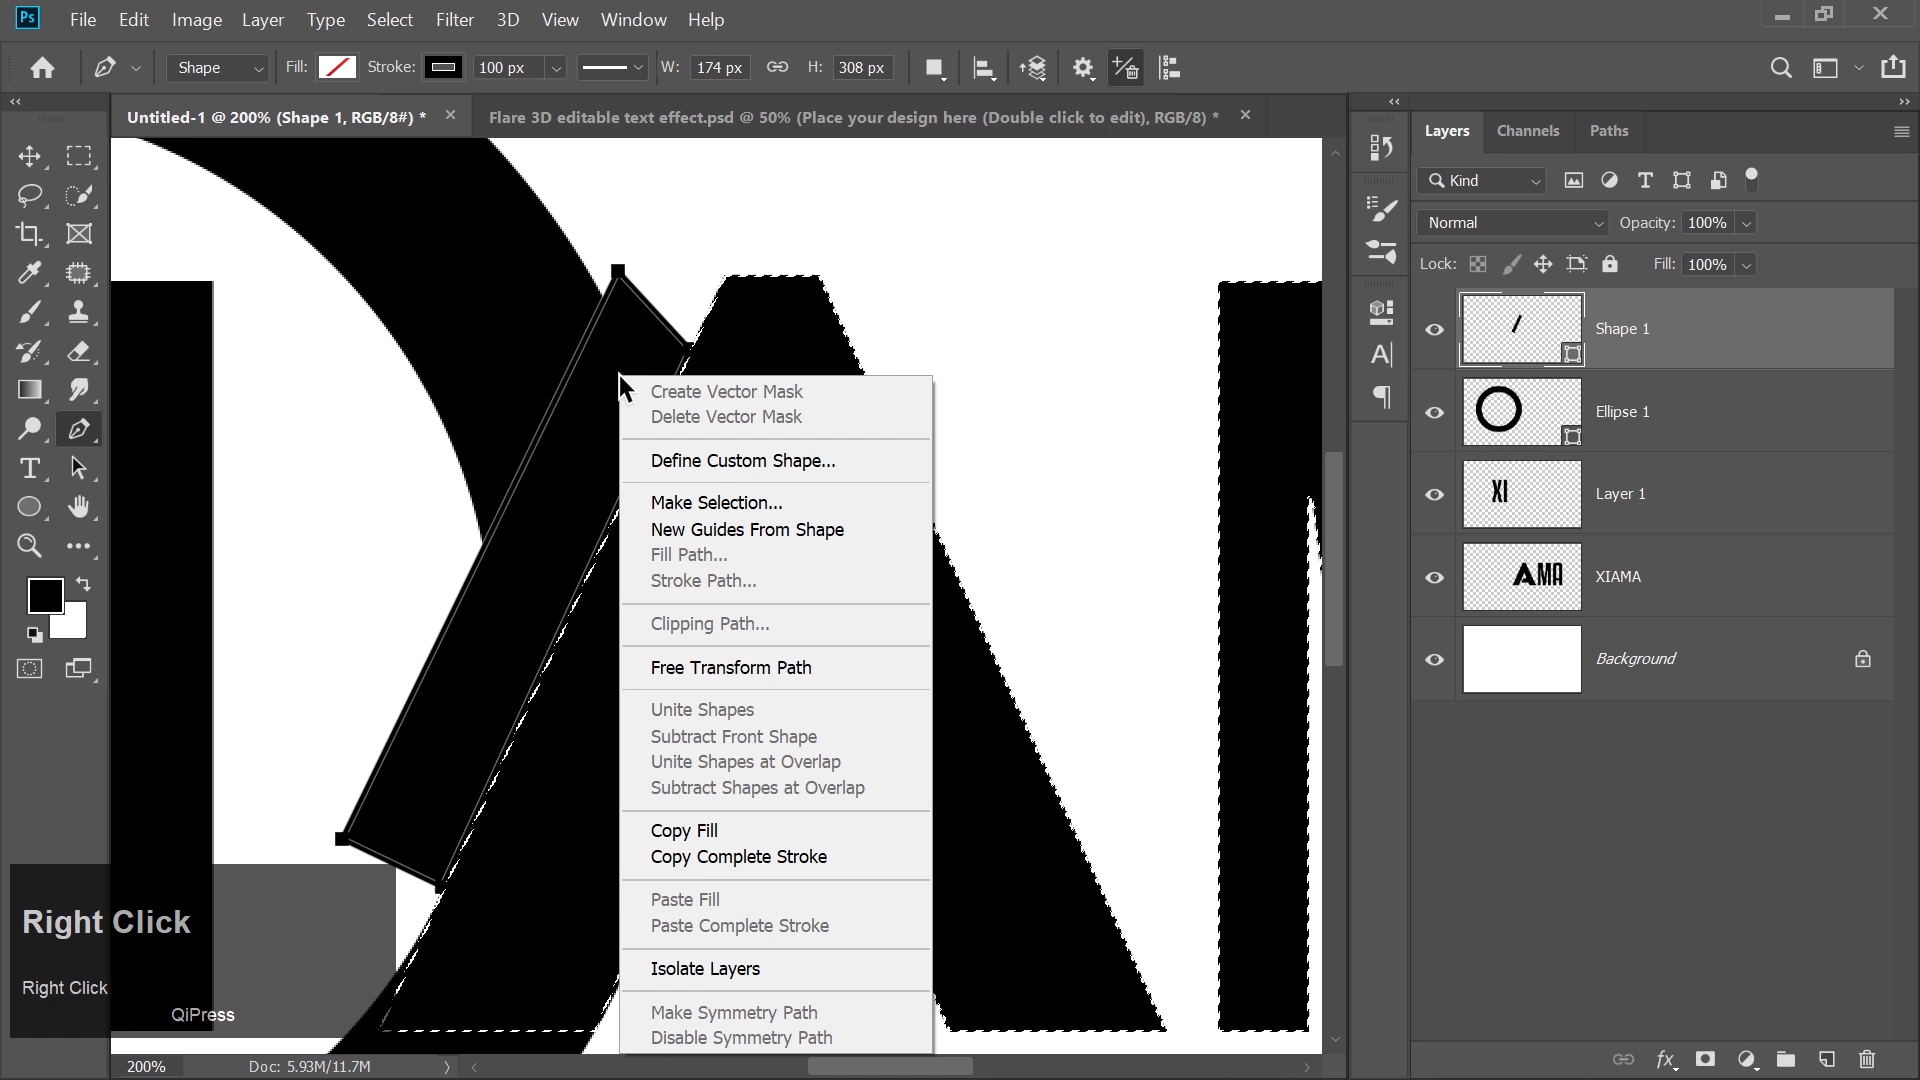 Ps File Edit Image Layer Type Select Filter 3D View Window Help
Shape Fill: Stroke: 100 px W: 174 px H: 308 px
Untitled-1 @ 200% (Shape 1, RGB/8#) *
Flare 3D editable text effect.psd @ 50% (Place your design here (Double click to edit), RGB/8) *
Layers Channels Paths
Kind
Normal Opacity: 100%
Lock: Fill: 100%
Shape 1
Ellipse 1
XI
Layer 1
AMA
XIAMA
Background
Create Vector Mask
Delete Vector Mask
Define Custom Shape...
Make Selection...
New Guides From Shape
Fill Path...
Stroke Path...
Clipping Path...
Free Transform Path
Unite Shapes
Subtract Front Shape
Unite Shapes at Overlap
Subtract Shapes at Overlap
Copy Fill
Copy Complete Stroke
Paste Fill
Paste Complete Stroke
Isolate Layers
Make Symmetry Path
Disable Symmetry Path
Right Click
Right Click
QiPress
200% Doc: 5.93M/11.7M